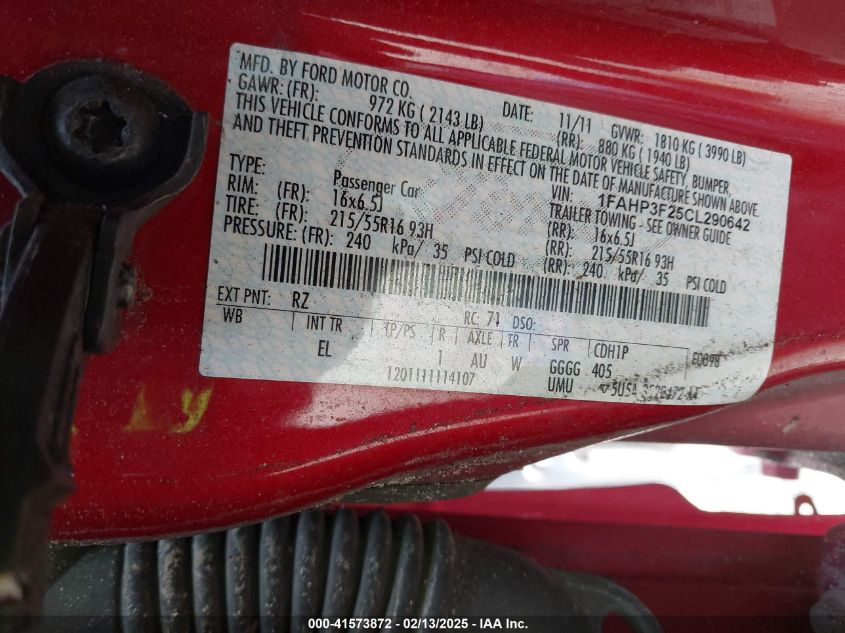 MFD. BY FORD MOTOR CO. DATE: 11/11 GVWR: 1810 KG ( 3990 LB)
GAWR: (FR): 972 KG ( 2143 LB) (RR): 880 KG ( 1940 LB)
THIS VEHICLE CONFORMS TO ALL APPLICABLE FEDERAL MOTOR VEHICLE SAFETY, BUMPER,
AND THEFT PREVENTION STANDARDS IN EFFECT ON THE DATE OF MANUFACTURE SHOWN ABOVE.
VIN: 1FAHP3F25CL290642
TYPE: Passenger Car TRAILER TOWING - SEE OWNER GUIDE
RIM: (FR): 16x6.5J (RR): 16x6.5J
TIRE: (FR): 215/55R16 93H (RR): 215/55R16 93H
PRESSURE: (FR): 240 kPa/ 35 PSI COLD (RR): 240 kPa/ 35 PSI COLD
EXT PNT: RZ RC: 71 DSO:
WB INT TR TP/PS R AXLE TR SPR CDH1P
EL 1 AU W GGGG 405
1201111114107 UMU
000-41573872 - 02/13/2025 - IAAI.COM